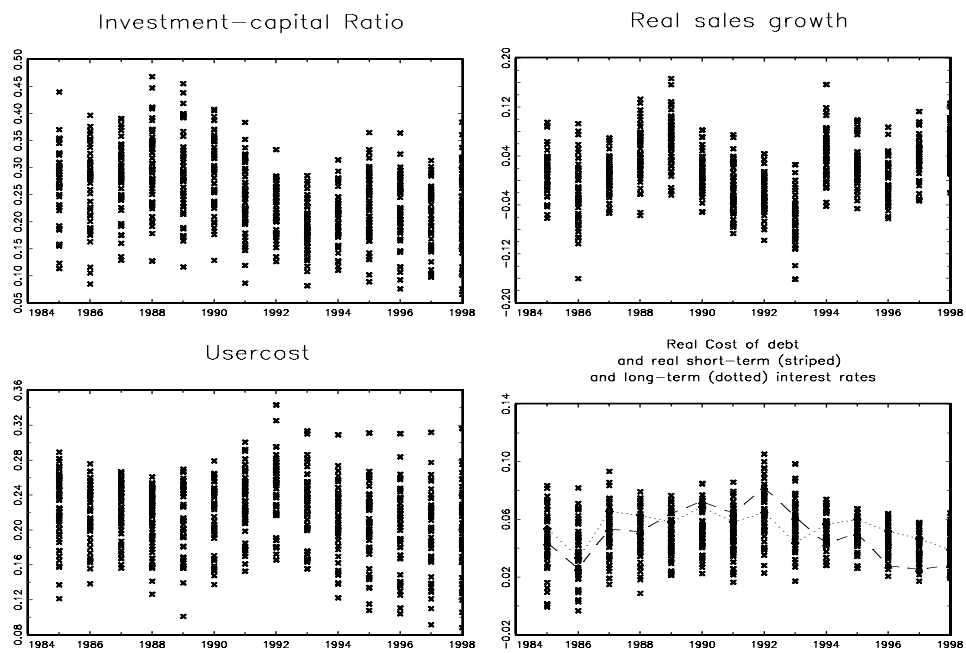 Investment-capital Ratio
0.50
0.45
0.40
0.35
0.30
0.25
0.20
0.15
0.10
0.05
1984 1986 1988 1990 1992 1994 1996 1998
Real sales growth
0.20
0.12
0.04
-0.04
-0.12
-0.20
1984 1986 1988 1990 1992 1994 1996 1998
Usercost
0.36
0.32
0.28
0.24
0.20
0.16
0.12
0.08
1984 1986 1988 1990 1992 1994 1996 1998
Real Cost of debt
and real short-term (striped)
and long-term (dotted) interest rates
0.14
0.10
0.06
0.02
-0.02
1984 1986 1988 1990 1992 1994 1996 1998